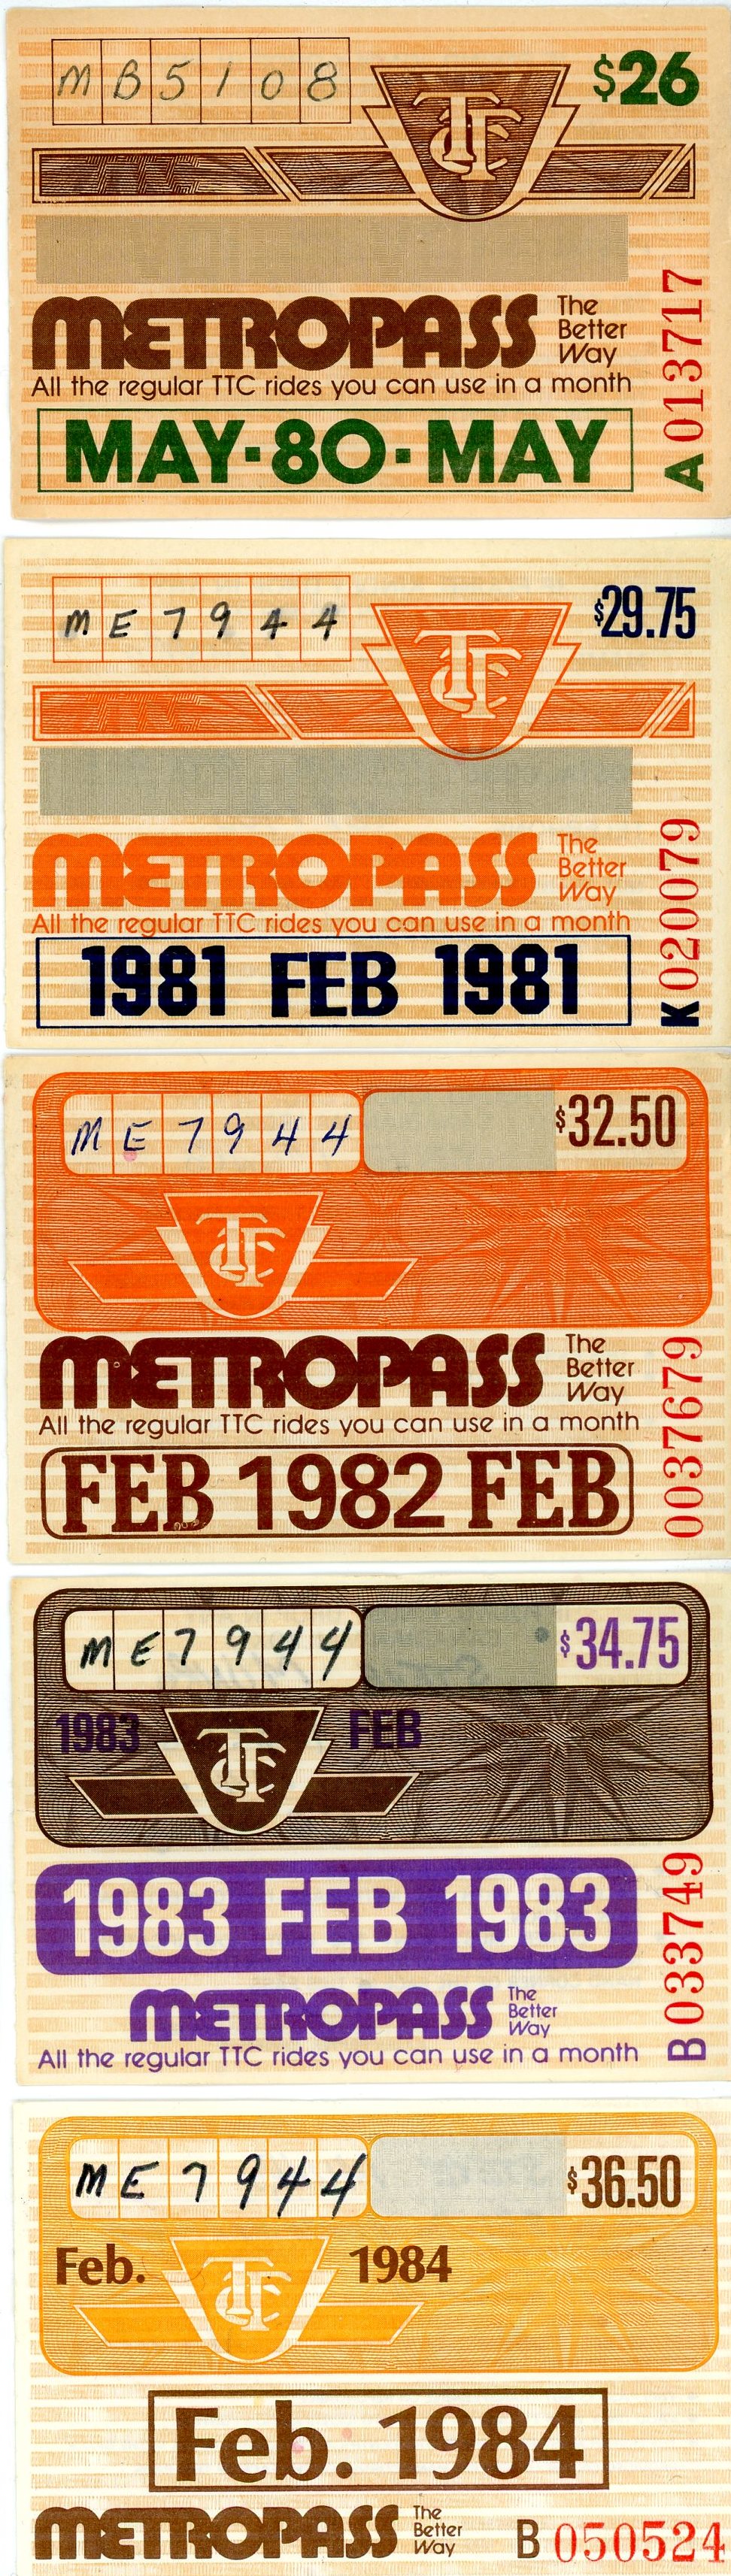 MB5108
$26
TTC
METROPASS
The
Better
Way
All the regular TTC rides you can use in a month
MAY·80·MAY
A 013717
ME7944
$29.75
TTC
METROPASS
The
Better
Way
All the regular TTC rides you can use in a month
1981 FEB 1981
K 020079
ME7944
$32.50
TTC
METROPASS
The
Better
Way
All the regular TTC rides you can use in a month
FEB 1982 FEB
0037679
ME7944
$34.75
1983 TTC FEB
1983 FEB 1983
METROPASS
The
Better
Way
All the regular TTC rides you can use in a month
B 033749
ME7944
$36.50
Feb. TTC 1984
Feb. 1984
METROPASS
The
Better
Way
B 050524